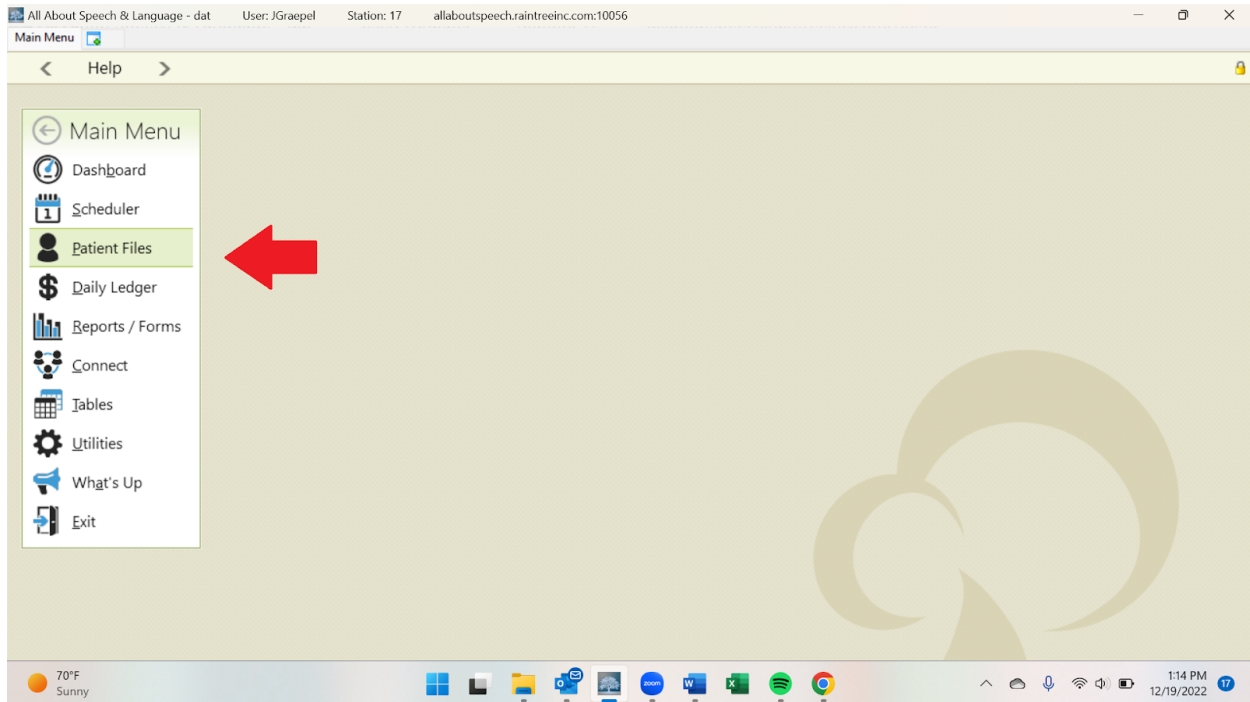 All About Speech & Language - dat User: JGraepel Station: 17 allaboutspeech.raintreeinc.com:10056
Main Menu
Help
Main Menu
Dashboard
1 Scheduler
Patient Files
$ Daily Ledger
Reports / Forms
Connect
Tables
Utilities
What's Up
Exit
70°F
Sunny
zoom
1:14 PM
12/19/2022
17